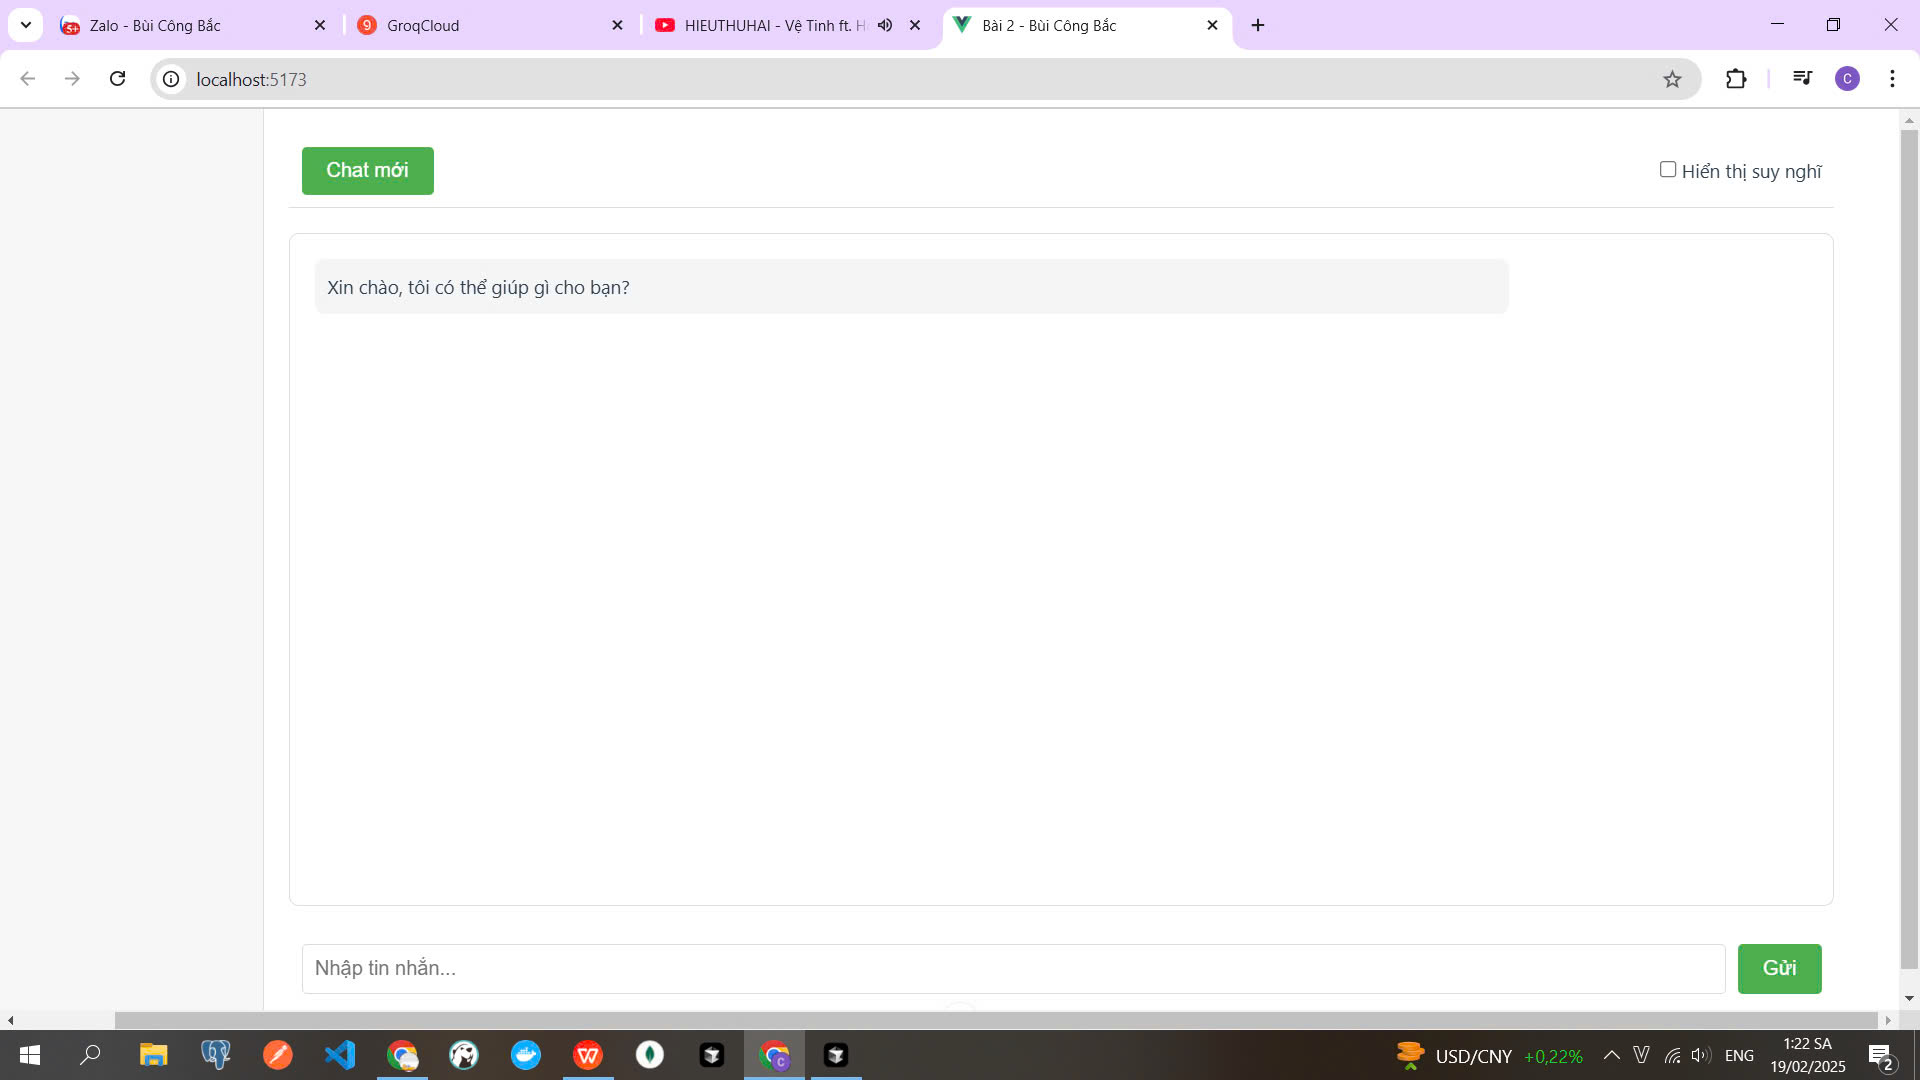 Zalo - Bùi Công Bắc
GroqCloud
HIEUTHUHAI - Vệ Tinh ft. H
Bài 2 - Bùi Công Bắc
localhost:5173
C
Chat mới
Hiển thị suy nghĩ
Xin chào, tôi có thể giúp gì cho bạn?
Nhập tin nhắn...
Gửi
USD/CNY +0,22%
ENG
1:22 SA
19/02/2025
2